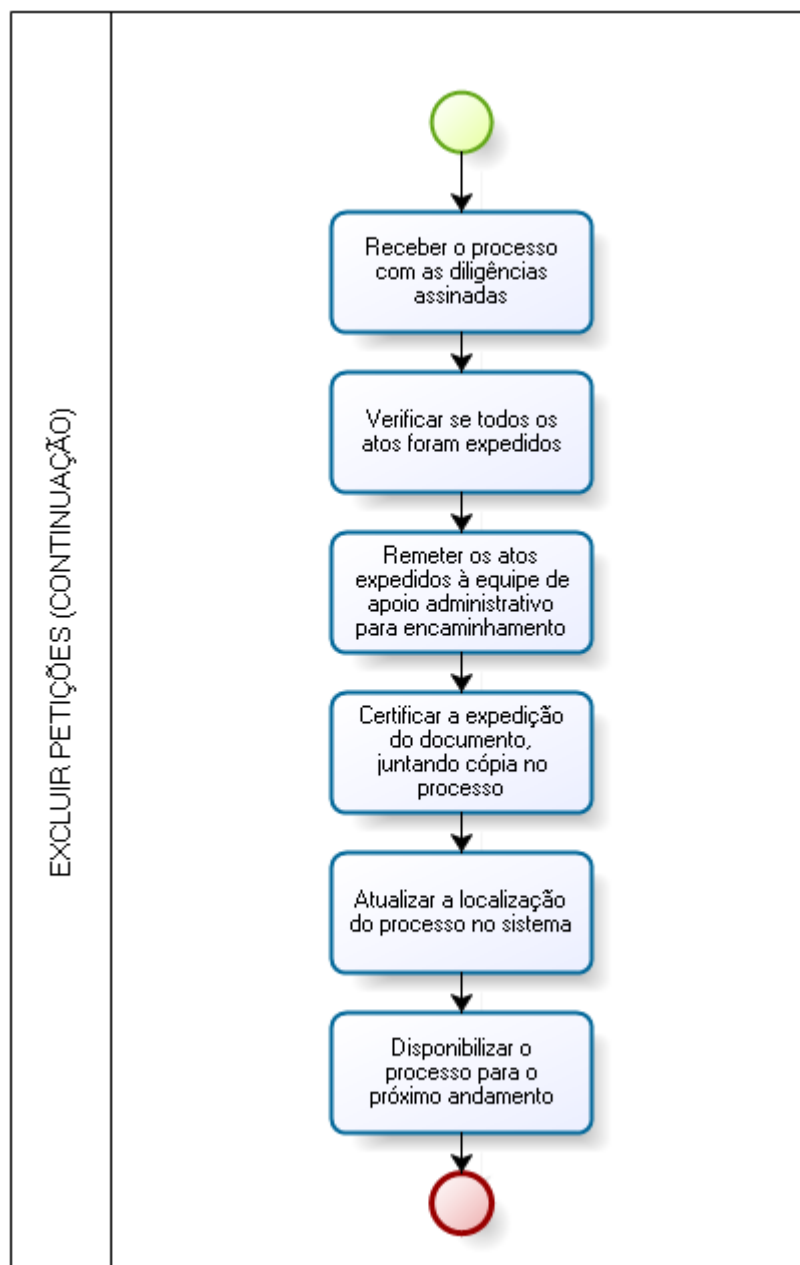 EXCLUIR PETIÇÕES (CONTINUAÇÃO)
Receber o processo
com as diligências
assinadas
Verificar se todos os
atos foram expedidos
Remeter os atos
expedidos à equipe de
apoio administrativo
para encaminhamento
Certificar a expedição
do documento,
juntando cópia no
processo
Atualizar a localização
do processo no sistema
Disponibilizar o
processo para o
próximo andamento